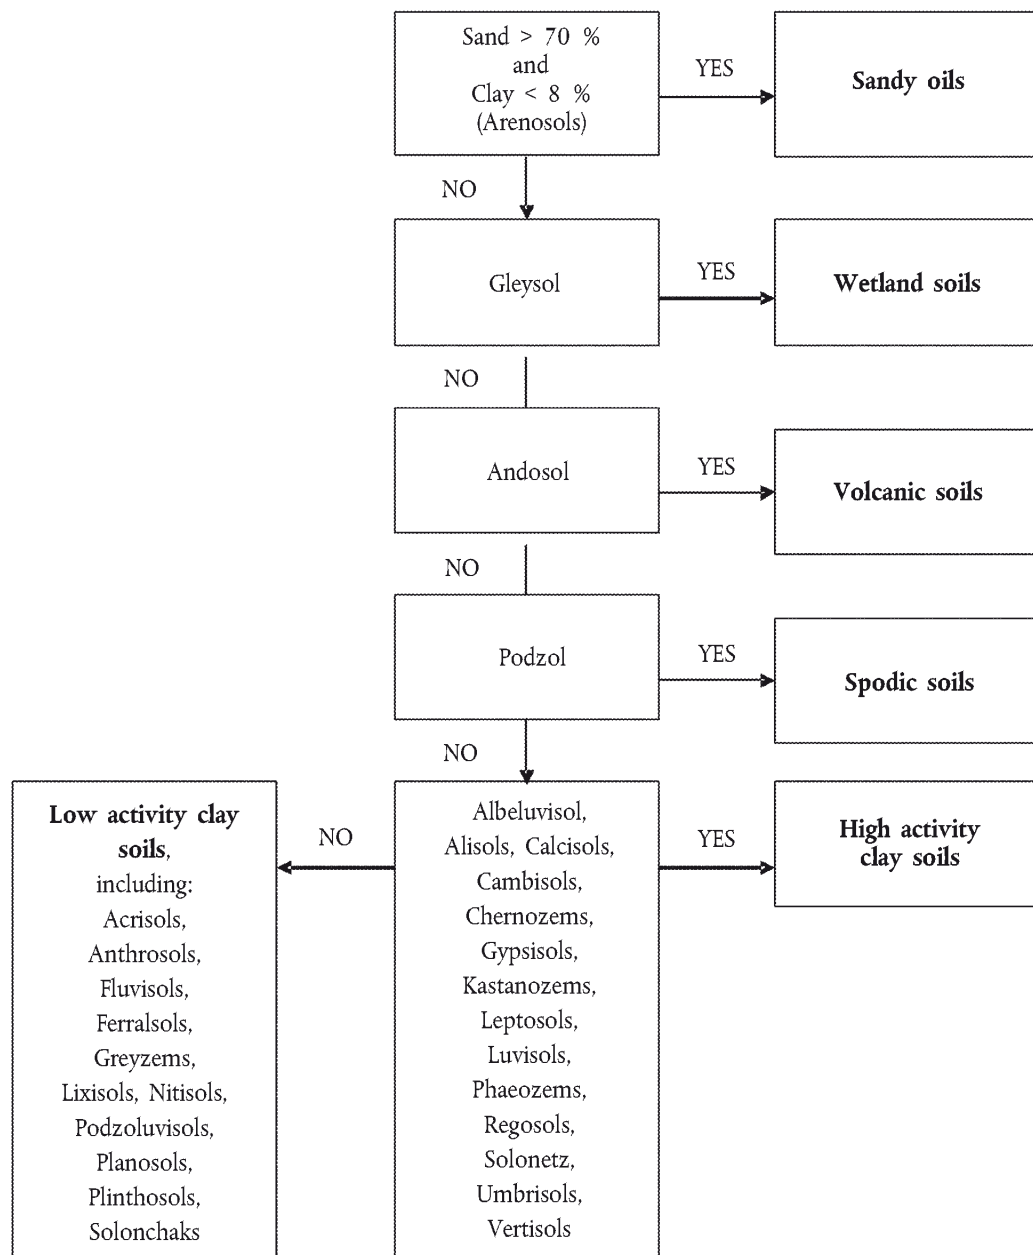 Sand > 70 %
and
Clay < 8 %
(Arenosols)
YES
Sandy oils
NO
Gleysol
YES
Wetland soils
NO
Andosol
YES
Volcanic soils
NO
Podzol
YES
Spodic soils
NO
Low activity clay
soils,
including:
Acrisols,
Anthrosols,
Fluvisols,
Ferralsols,
Greyzems,
Lixisols, Nitisols,
Podzoluvisols,
Planosols,
Plinthosols,
Solonchaks
NO
Albeluvisol,
Alisols, Calcisols,
Cambisols,
Chernozems,
Gypsisols,
Kastanozems,
Leptosols,
Luvisols,
Phaeozems,
Regosols,
Solonetz,
Umbrisols,
Vertisols
YES
High activity
clay soils